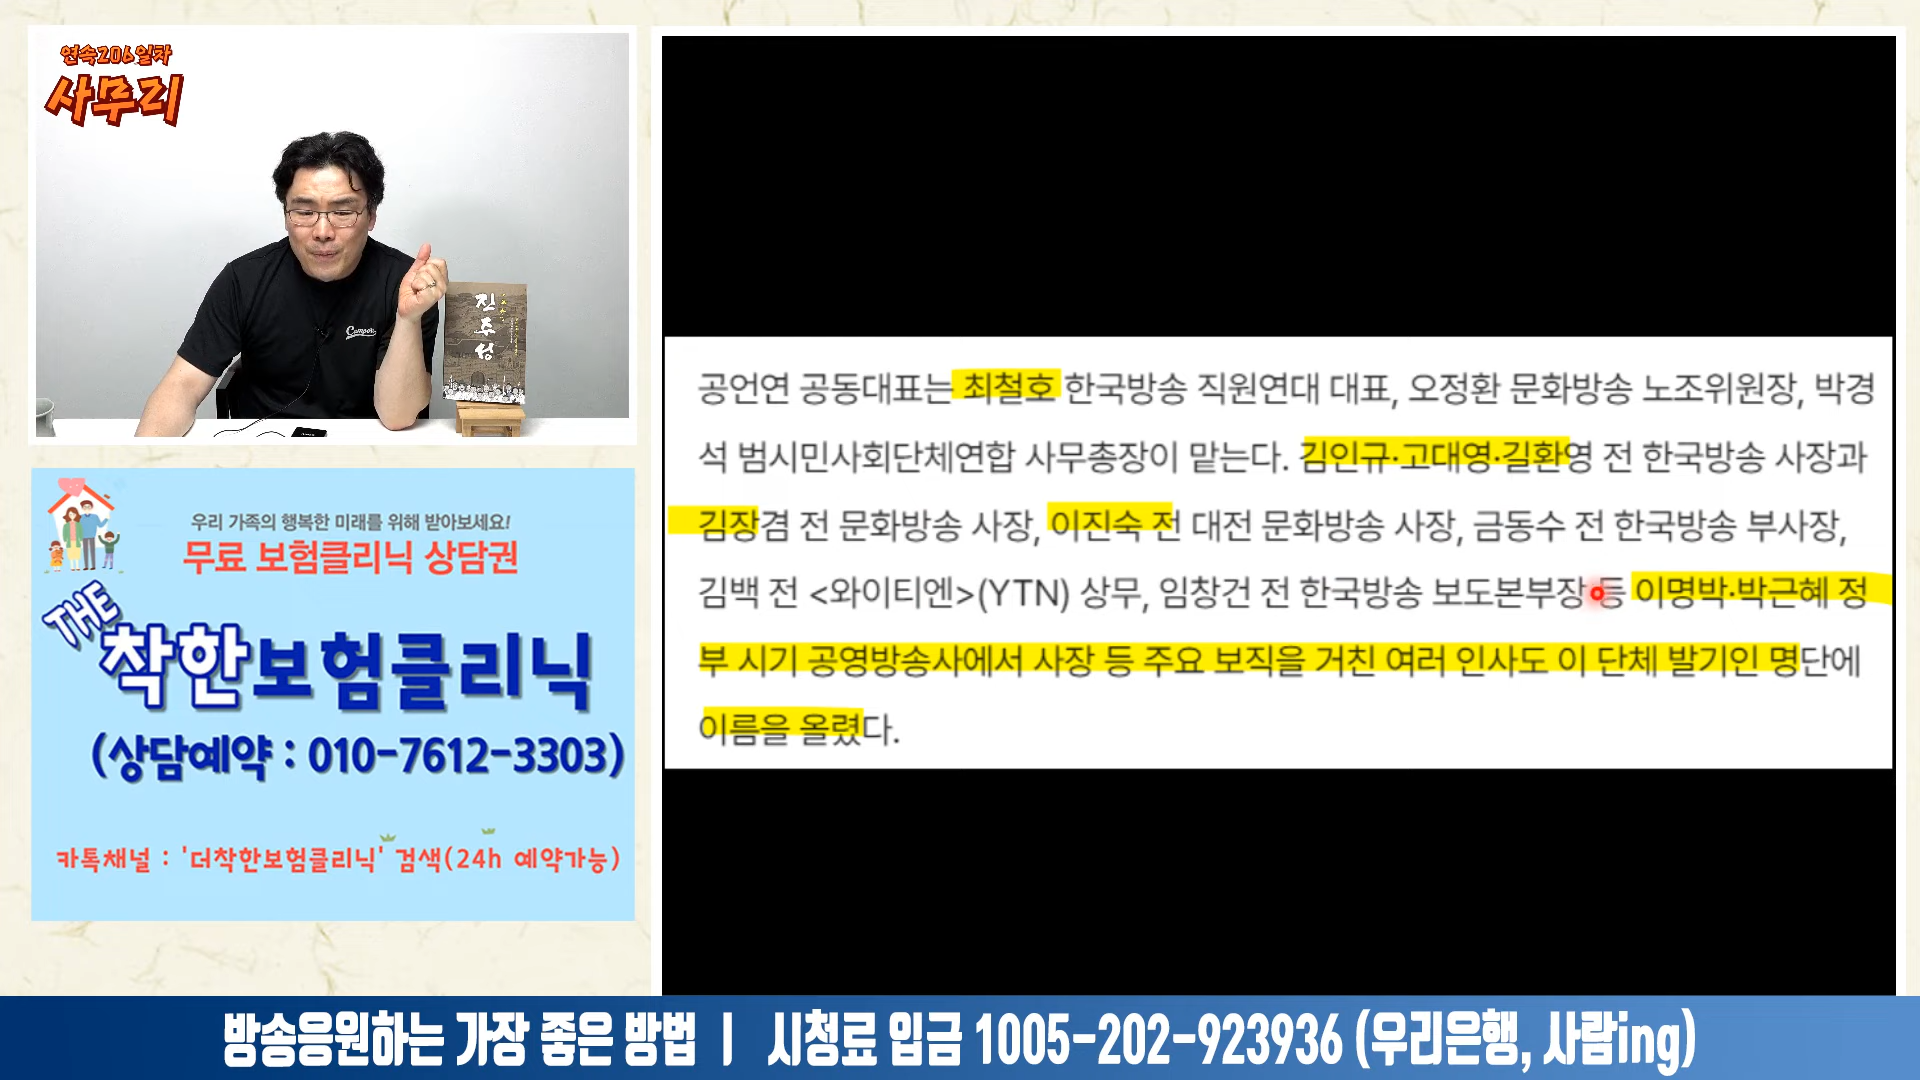 연속206일차
사무리
진주성
Campers
우리 가족의 행복한 미래를 위해 받아보세요!
무료 보험클리닉 상담권
THE
착한보험클리닉
(상담예약 : 010-7612-3303)
카톡채널 : '더착한보험클리닉' 검색(24h 예약가능)
공언연 공동대표는 최철호 한국방송 직원연대 대표, 오정환 문화방송 노조위원장, 박경
석 범시민사회단체연합 사무총장이 맡는다. 김인규·고대영·길환영 전 한국방송 사장과
김장겸 전 문화방송 사장, 이진숙 전 대전 문화방송 사장, 금동수 전 한국방송 부사장,
김백 전 <와이티엔>(YTN) 상무, 임창건 전 한국방송 보도본부장 등 이명박·박근혜 정
부 시기 공영방송사에서 사장 등 주요 보직을 거친 여러 인사도 이 단체 발기인 명단에
이름을 올렸다.
방송응원하는 가장 좋은 방법 ㅣ 시청료 입금 1005-202-923936 (우리은행, 사람ing)